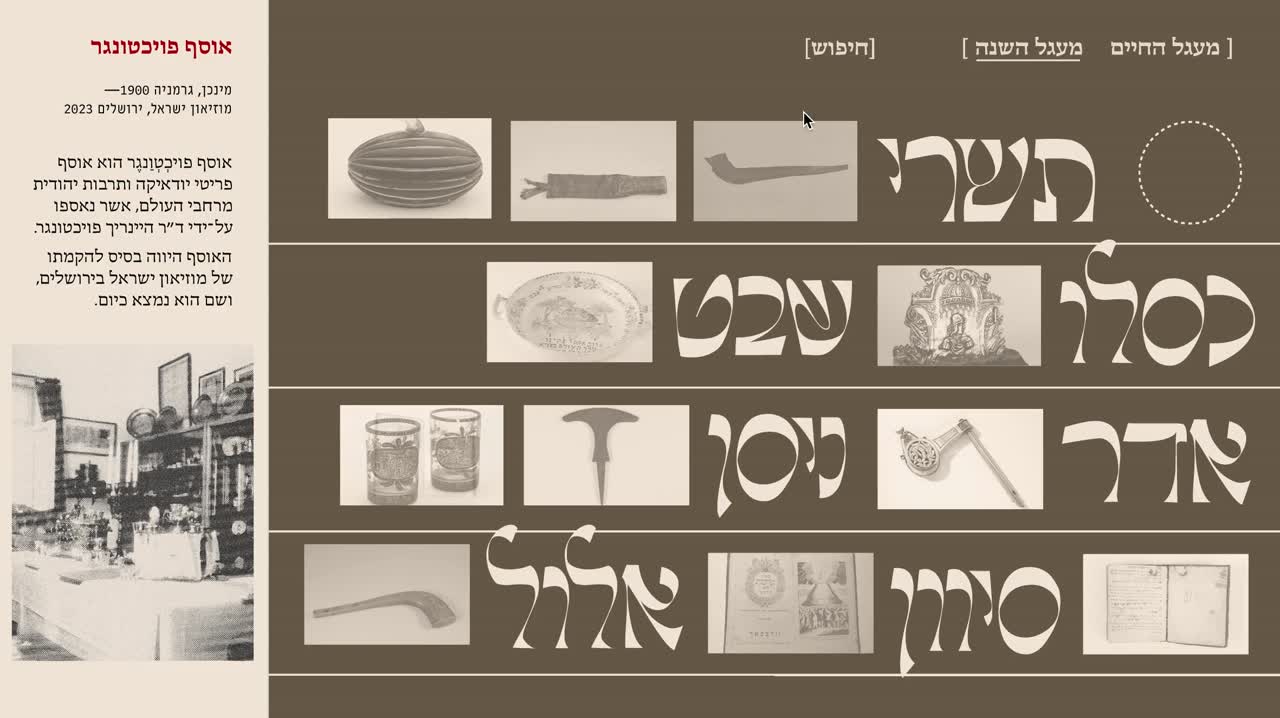 אוסף פויכטונגר
מינכן, גרמניה 1900—
מוזיאון ישראל, ירושלים 2023
אוסף פויכְטְוַנגֶר הוא אוסף
פריטי יודאיקה ותרבות יהודית
מרחבי העולם, אשר נאספו
על־ידי ד״ר היינריך פויכטונגר.
האוסף היווה בסיס להקמתו
של מוזיאון ישראל בירושלים,
ושם הוא נמצא כיום.
[ מעגל החיים מעגל השנה ] [חיפוש]
תשרי
כסלו שבט
אדר ניסן
סיוון אלול